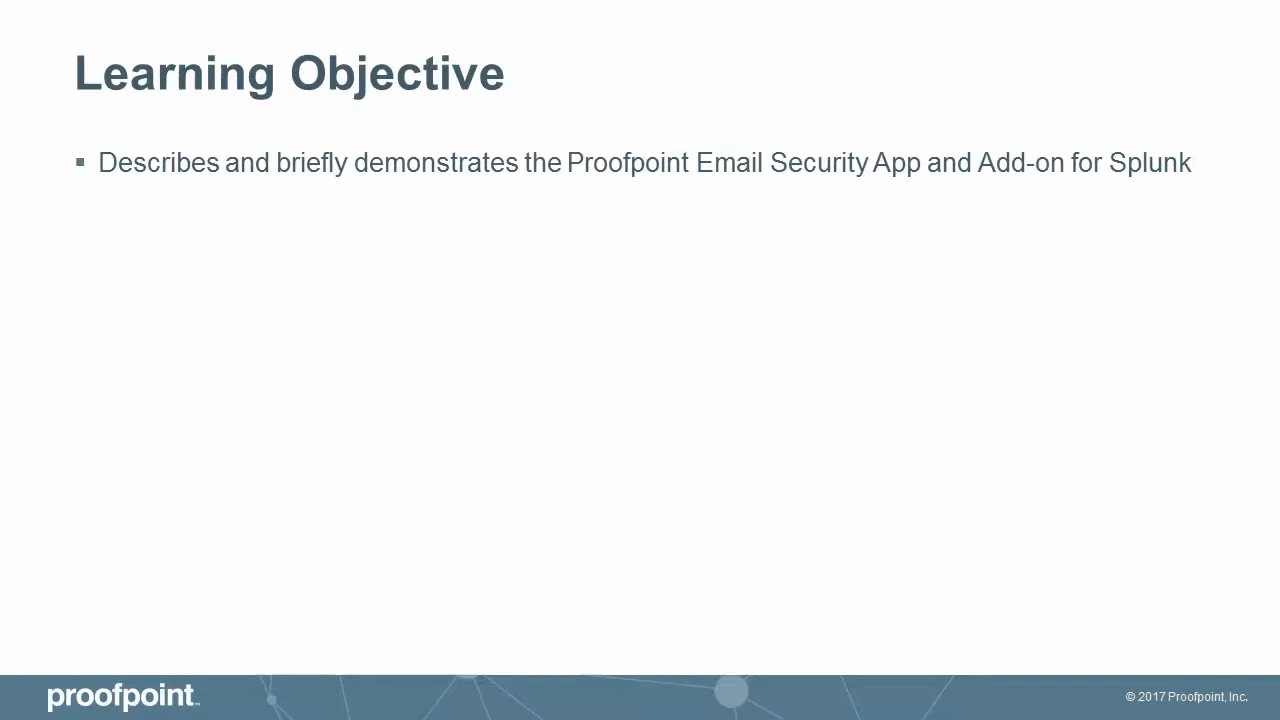 Learning Objective
▪ Describes and briefly demonstrates the Proofpoint Email Security App and Add-on for Splunk
proofpoint™
© 2017 Proofpoint, Inc.